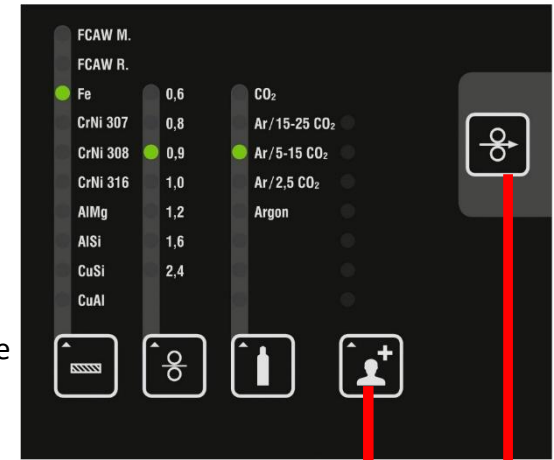 FCAW M.
FCAW R.
Fe 0,6 CO₂
CrNi 307 0,8 Ar/15-25 CO₂
CrNi 308 0,9 Ar/5-15 CO₂
CrNi 316 1,0 Ar/2,5 CO₂
AlMg 1,2 Argon
AlSi 1,6
CuSi 2,4
CuAl
e